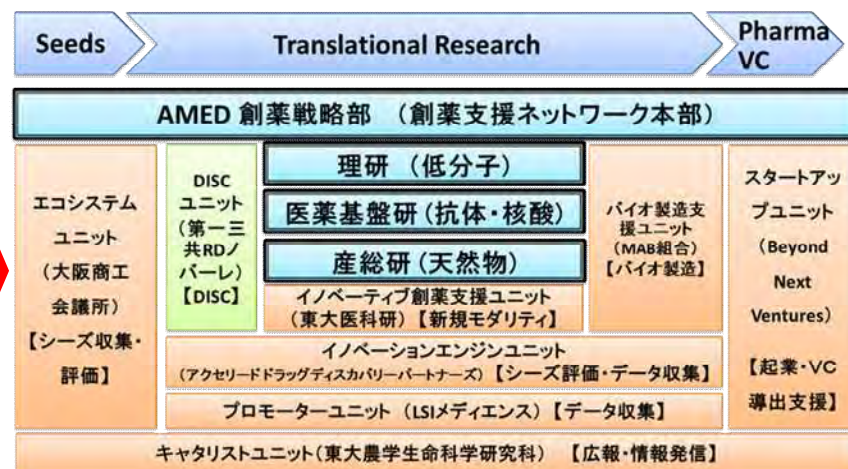 Seeds
Translational Research
Pharma
VC
AMED 創薬戦略部 （創薬支援ネットワーク本部）
エコシステム
ユニット
（大阪商工
会議所）
【シーズ収集・
評価】
DISC
ユニット
（第一三
共RDノ
バーレ）
【DISC】
理研 （低分子）
医薬基盤研（抗体・核酸）
産総研（天然物）
イノベーティブ創薬支援ユニット
（東大医科研）【新規モダリティ】
バイオ製造支
援ユニット
（MAB組合）
【バイオ製造】
スタートアッ
プユニット
（Beyond
Next
Ventures）
【起業・VC
導出支援】
イノベーションエンジンユニット
（アクセリードドラッグディスカバリーパートナーズ）【シーズ評価・データ収集】
プロモーターユニット（LSIメディエンス）【データ収集】
キャタリストユニット（東大農学生命科学研究科） 【広報・情報発信】